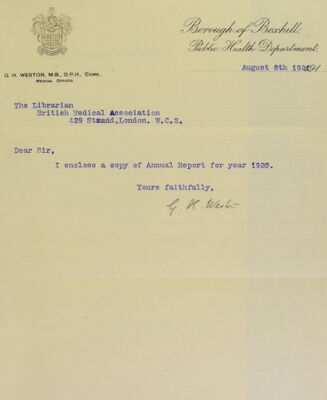 Borough of Bexhill.
Public Health Department.
G. H. WESTON, M.B., D.P.H., CAMB.
MEDICAL OFFICER
August 8th 1921
The Librarian
British Medical Association
429 Strand,London. W.C.2.
Dear Sir,
I enclose a copy of Annual Report for year 1920.
Yours faithfully,
G. H. Weston